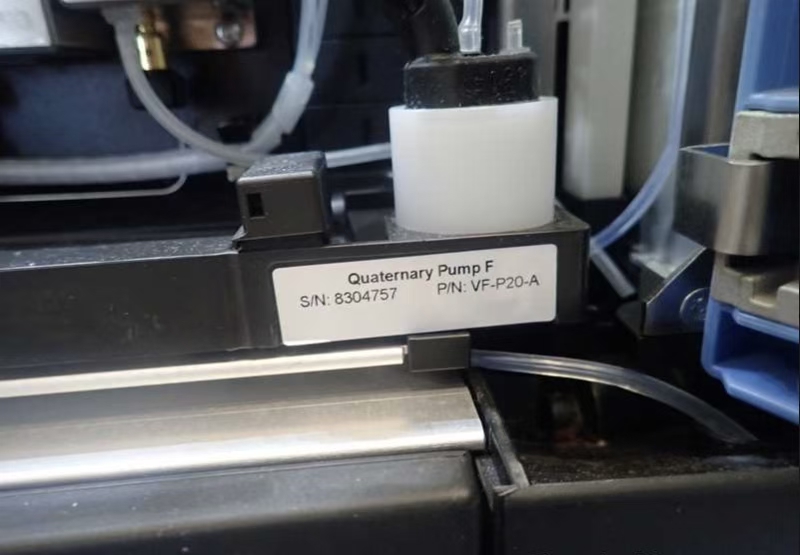 Quaternary Pump F
S/N: 8304757 P/N: VF-P20-A